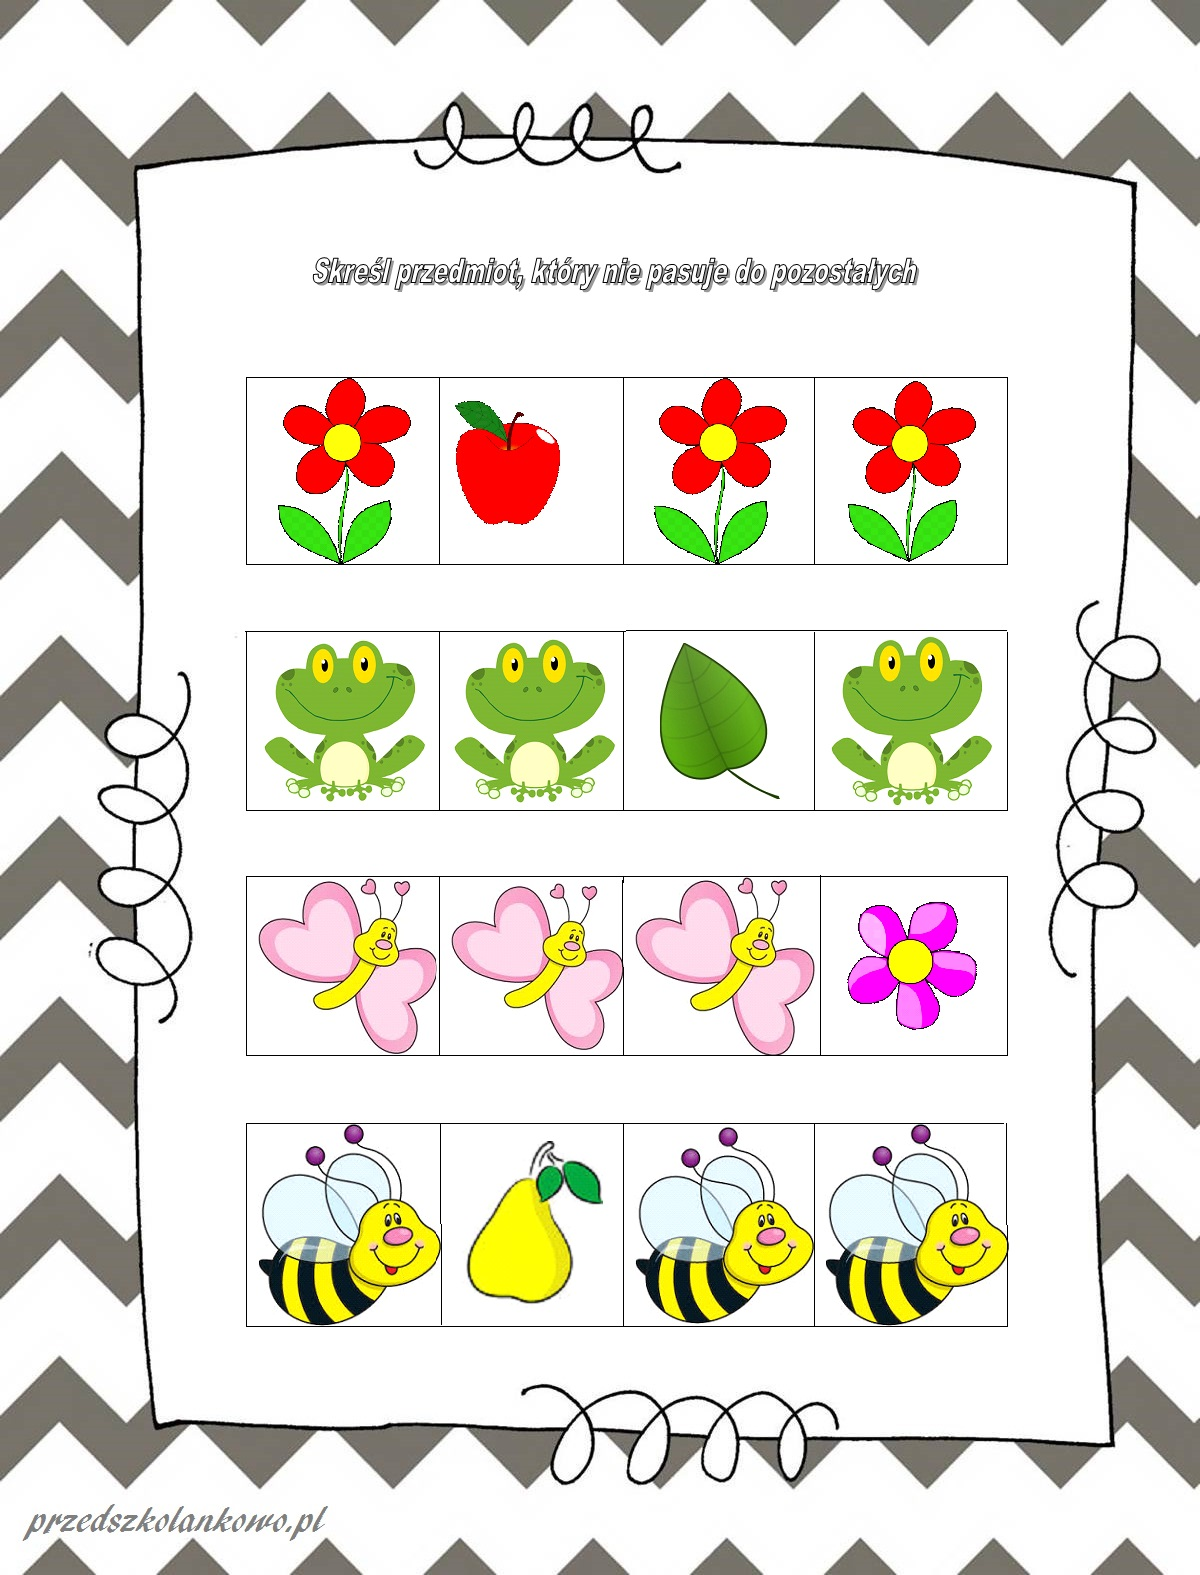 Skreśl przedmiot, który nie pasuje do pozostałych
przedszkolankowo.pl